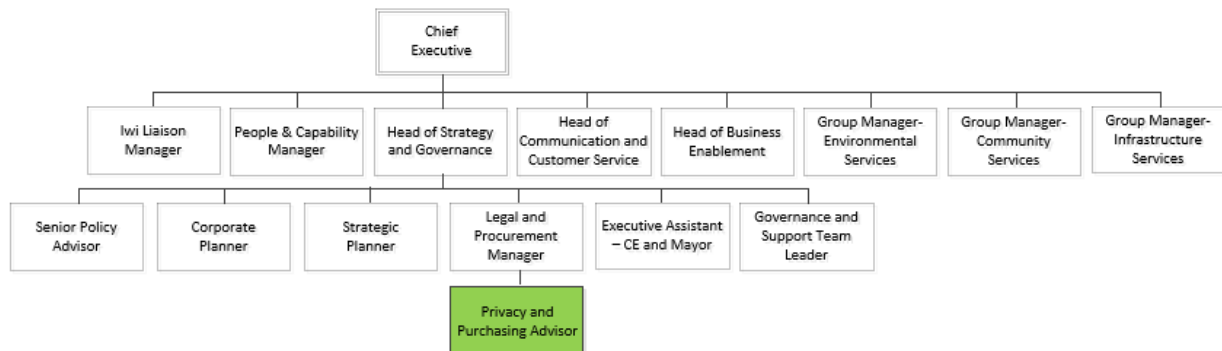 Chief
Executive
Iwi Liaison
Manager
People & Capability
Manager
Head of Strategy
and Governance
Head of
Communication and
Customer Service
Head of Business
Enablement
Group Manager-
Environmental
Services
Group Manager-
Community
Services
Group Manager-
Infrastructure
Services
Senior Policy
Advisor
Corporate
Planner
Strategic
Planner
Legal and
Procurement
Manager
Executive Assistant
– CE and Mayor
Governance and
Support Team
Leader
Privacy and
Purchasing Advisor